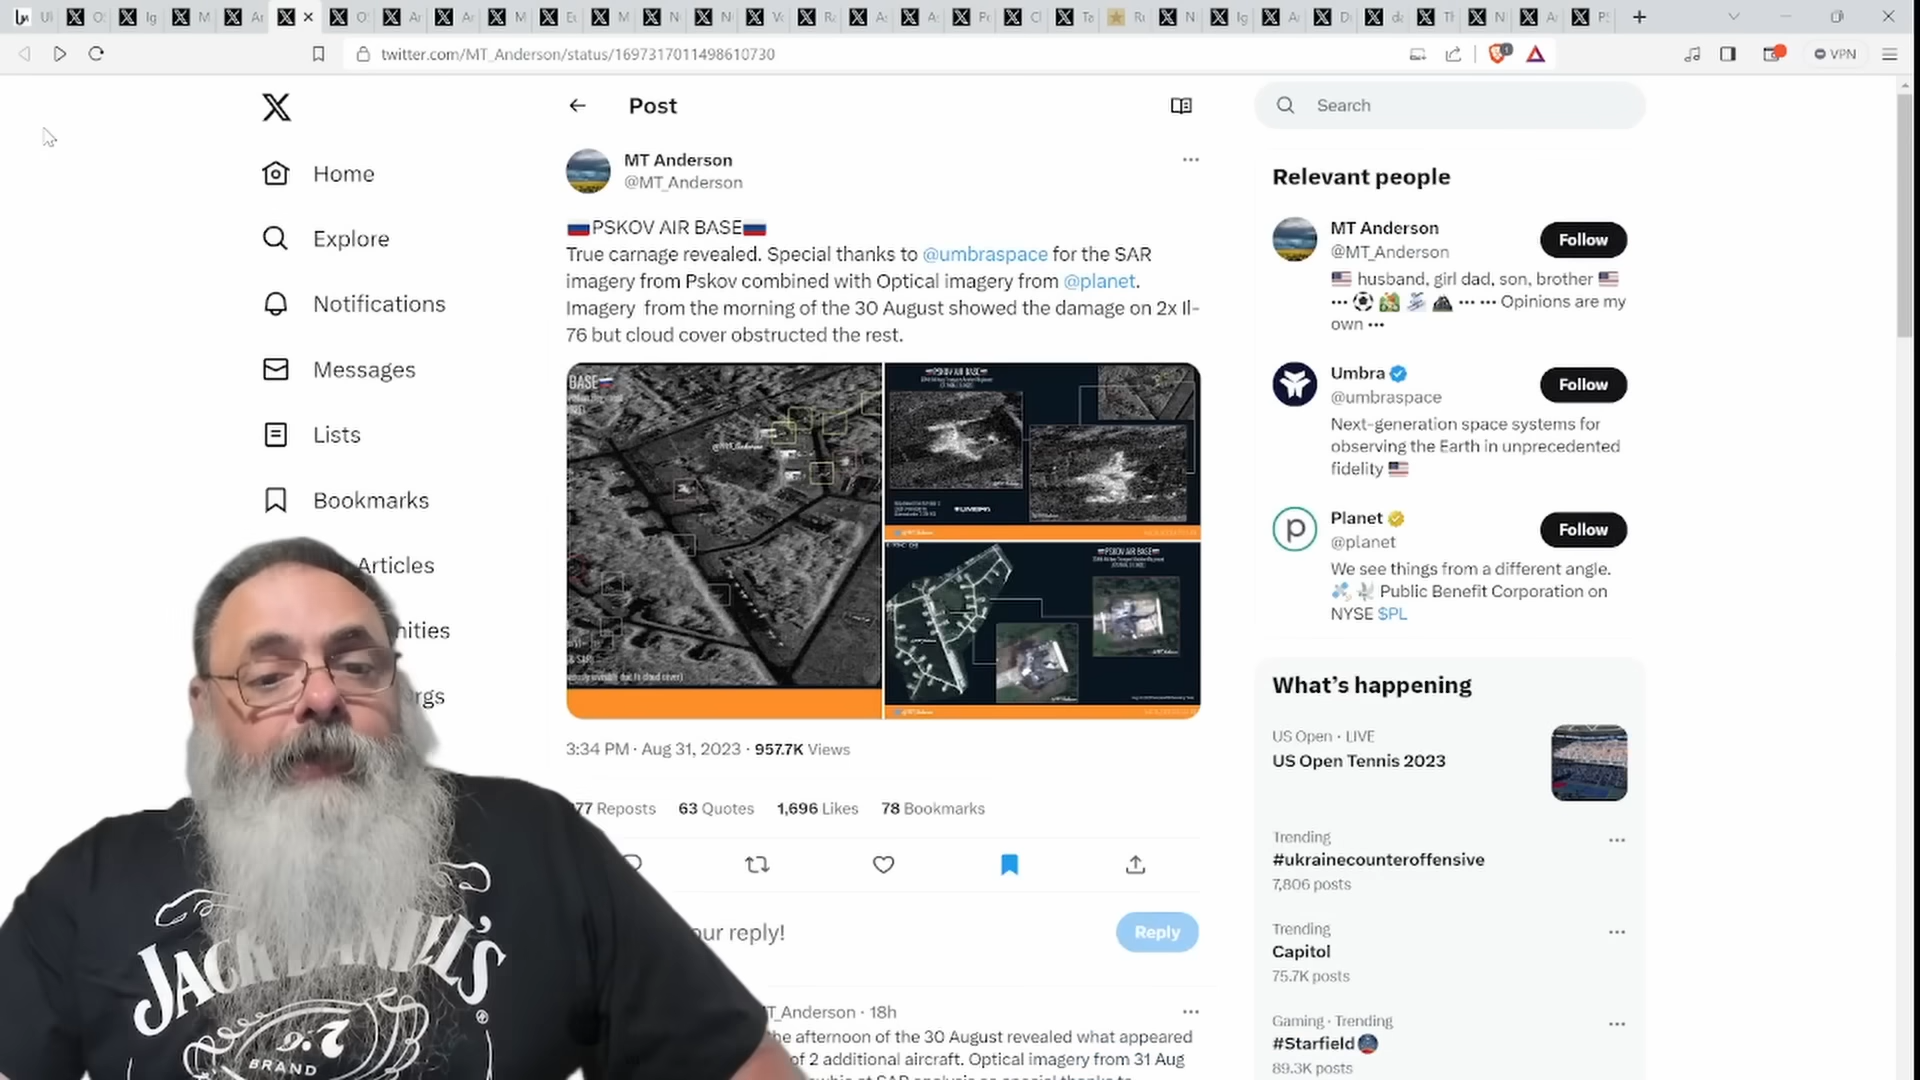 twitter.com/MT_Anderson/status/1697317011498610730
VPN
Post
Search
Home
Explore
Notifications
Messages
Lists
Bookmarks
Articles
MT Anderson
@MT_Anderson
PSKOV AIR BASE
True carnage revealed. Special thanks to @umbraspace for the SAR
imagery from Pskov combined with Optical imagery from @planet.
Imagery from the morning of the 30 August showed the damage on 2x Il-
76 but cloud cover obstructed the rest.
BASE
PSKOV AIR BASE
UMBRA
PSKOV AIR BASE
3:34 PM · Aug 31, 2023 · 957.7K Views
77 Reposts 63 Quotes 1,696 Likes 78 Bookmarks
our reply!
Reply
T_Anderson · 18h
he afternoon of the 30 August revealed what appeared
of 2 additional aircraft. Optical imagery from 31 Aug
Relevant people
MT Anderson
@MT_Anderson
Follow
husband, girl dad, son, brother
Opinions are my
own
Umbra
@umbraspace
Follow
Next-generation space systems for
observing the Earth in unprecedented
fidelity
Planet
@planet
Follow
We see things from a different angle.
Public Benefit Corporation on
NYSE $PL
What's happening
US Open · LIVE
US Open Tennis 2023
Trending
#ukrainecounteroffensive
7,806 posts
Trending
Capitol
75.7K posts
Gaming · Trending
#Starfield
89.3K posts
JACK DANIEL'S
BRAND